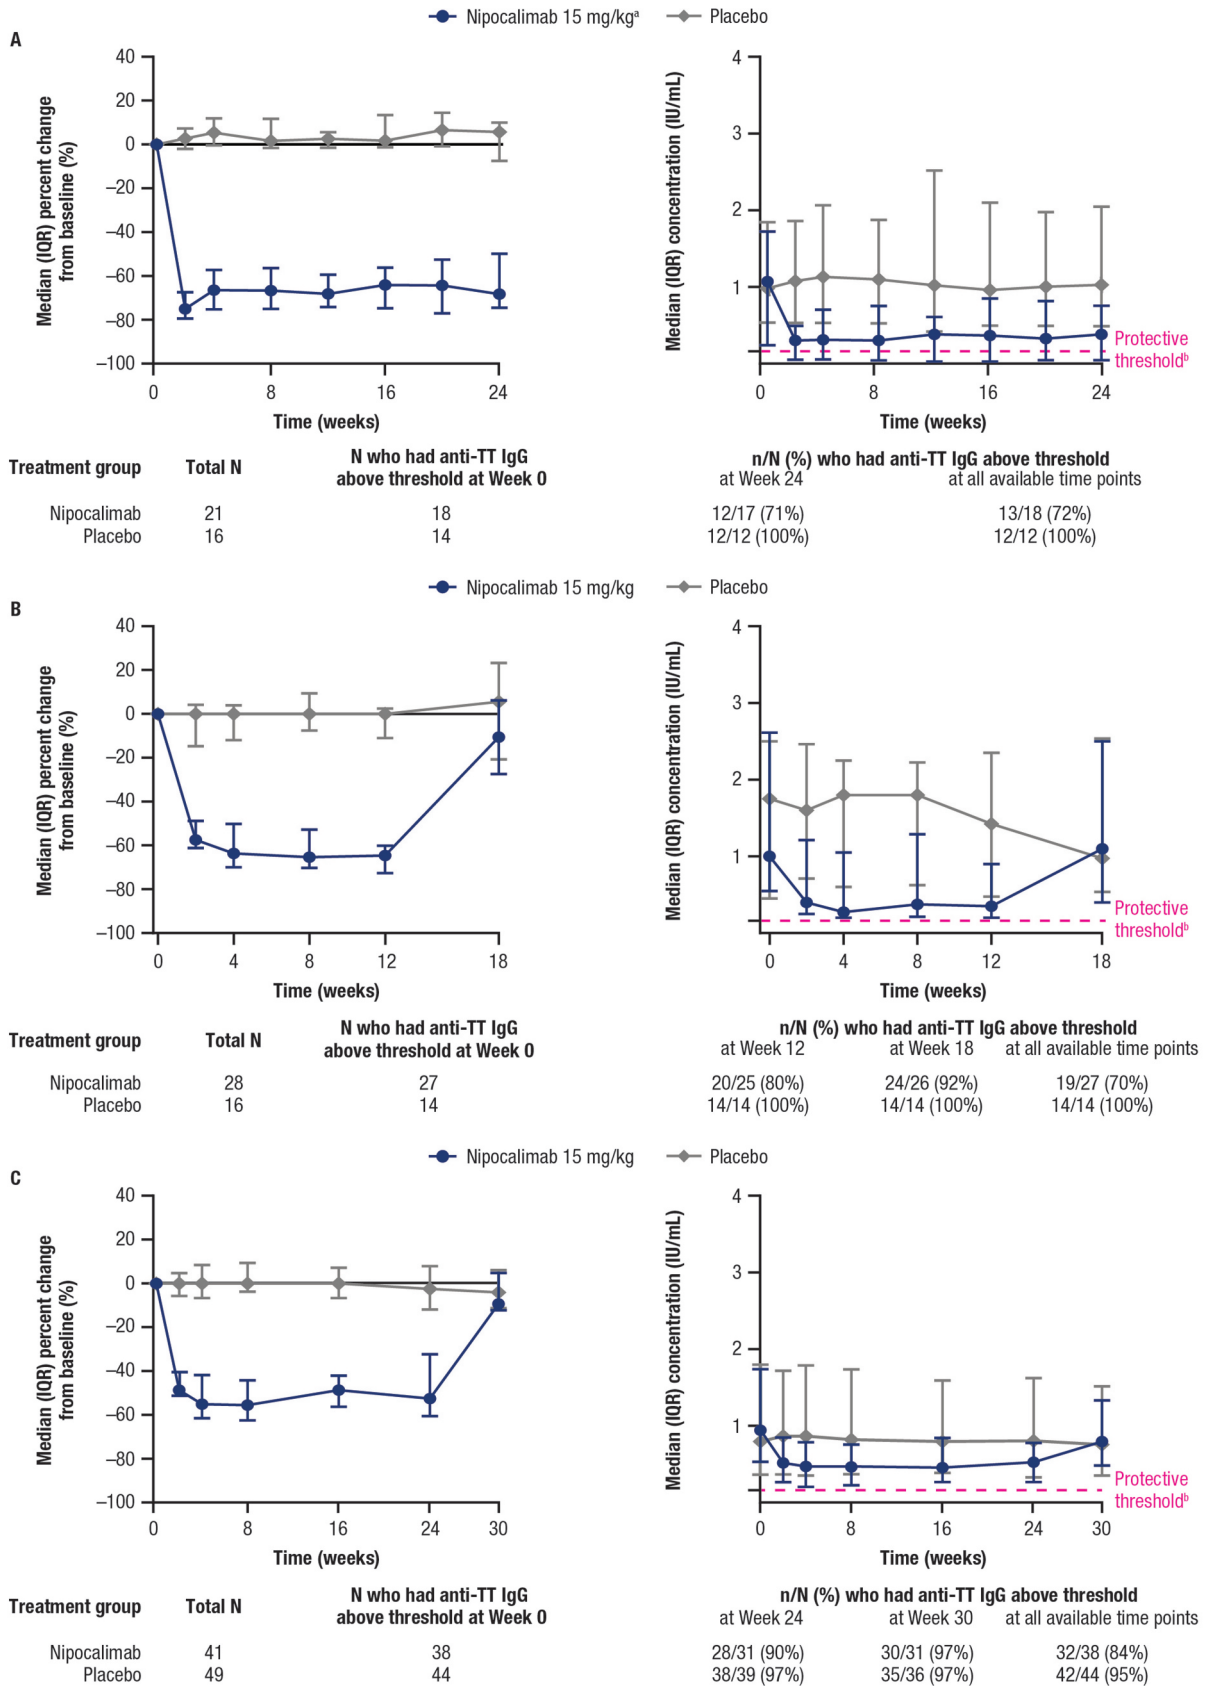 Nipocalimab 15 mg/kgᵃ Placebo
A
40
20
0
–20
–40
–60
–80
–100
Median (IQR) percent change
from baseline (%)
0 8 16 24
Time (weeks)
4
3
2
1
Median (IQR) concentration (IU/mL)
Protective
thresholdᵇ
0 8 16 24
Time (weeks)
Treatment group Total N N who had anti-TT IgG
above threshold at Week 0
n/N (%) who had anti-TT IgG above threshold
at Week 24 at all available time points
Nipocalimab 21 18 12/17 (71%) 13/18 (72%)
Placebo 16 14 12/12 (100%) 12/12 (100%)
Nipocalimab 15 mg/kg Placebo
B
40
20
0
–20
–40
–60
–80
–100
Median (IQR) percent change
from baseline (%)
0 4 8 12 18
Time (weeks)
4
3
2
1
Median (IQR) concentration (IU/mL)
Protective
thresholdᵇ
0 4 8 12 18
Time (weeks)
Treatment group Total N N who had anti-TT IgG
above threshold at Week 0
n/N (%) who had anti-TT IgG above threshold
at Week 12 at Week 18 at all available time points
Nipocalimab 28 27 20/25 (80%) 24/26 (92%) 19/27 (70%)
Placebo 16 14 14/14 (100%) 14/14 (100%) 14/14 (100%)
Nipocalimab 15 mg/kg Placebo
C
40
20
0
–20
–40
–60
–80
–100
Median (IQR) percent change
from baseline (%)
0 8 16 24 30
Time (weeks)
4
3
2
1
Median (IQR) concentration (IU/mL)
Protective
thresholdᵇ
0 8 16 24 30
Time (weeks)
Treatment group Total N N who had anti-TT IgG
above threshold at Week 0
n/N (%) who had anti-TT IgG above threshold
at Week 24 at Week 30 at all available time points
Nipocalimab 41 38 28/31 (90%) 30/31 (97%) 32/38 (84%)
Placebo 49 44 38/39 (97%) 35/36 (97%) 42/44 (95%)